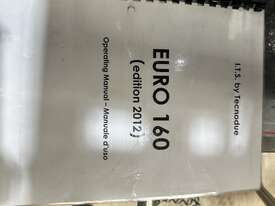 I.T.S. by Tecnodue
EURO 160
(edition 2012)
Operating Manual – Manuale d'uso